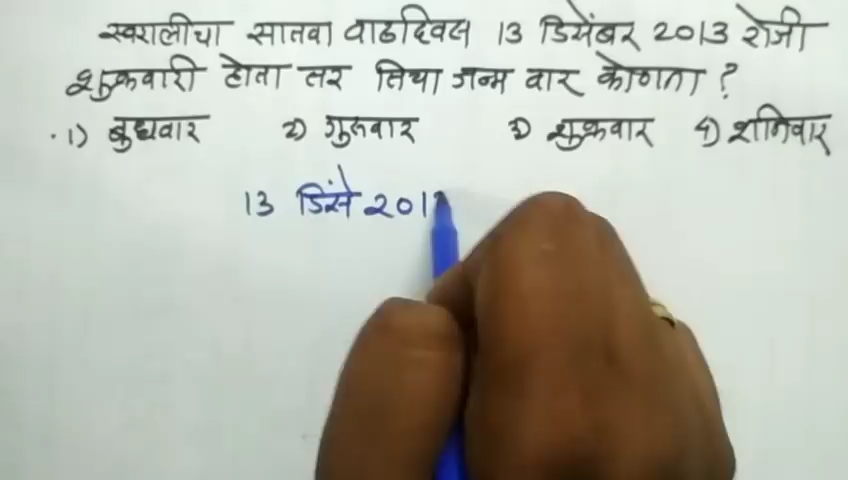 स्वरालीचा सातवा वाढदिवस 13 डिसेंबर 2013 रोजी
शुक्रवारी होता तर तिचा जन्म वार कोणता ?
1) बुधवार 2) गुरुवार 3) शुक्रवार 4) शनिवार
13 डिसें 201